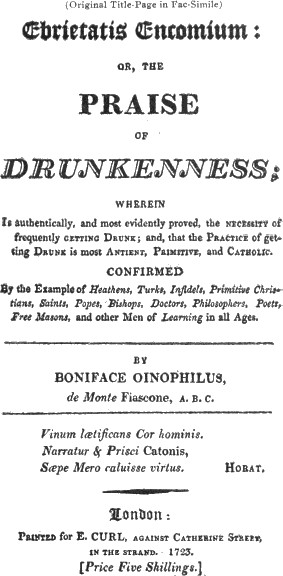 (Original Title-Page in Fac-Simile)
Ebrietatis Encomium:
OR, THE
PRAISE
OF
DRUNKENNESS;
WHEREIN
Is authentically, and most evidently proved, the NECESSITY of
frequently GETTING DRUNK; and, that the PRACTICE of get-
ting DRUNK is most ANTIENT, PRIMITIVE, and CATHOLIC.
CONFIRMED
By the Example of Heathens, Turks, Infidels, Primitive Chris-
tians, Saints, Popes, Bishops, Doctors, Philosophers, Poets,
Free Masons, and other Men of Learning in all Ages.
BY
BONIFACE OINOPHILUS,
de Monte Fiascone, A. B. C.
Vinum lætificans Cor hominis.
Narratur & Prisci Catonis,
Sæpe Mero caluisse virtus. HORAT.
London:
PRINTED for E. CURL, AGAINST CATHERINE STREET,
IN THE STRAND. 1723.
[Price Five Shillings.]